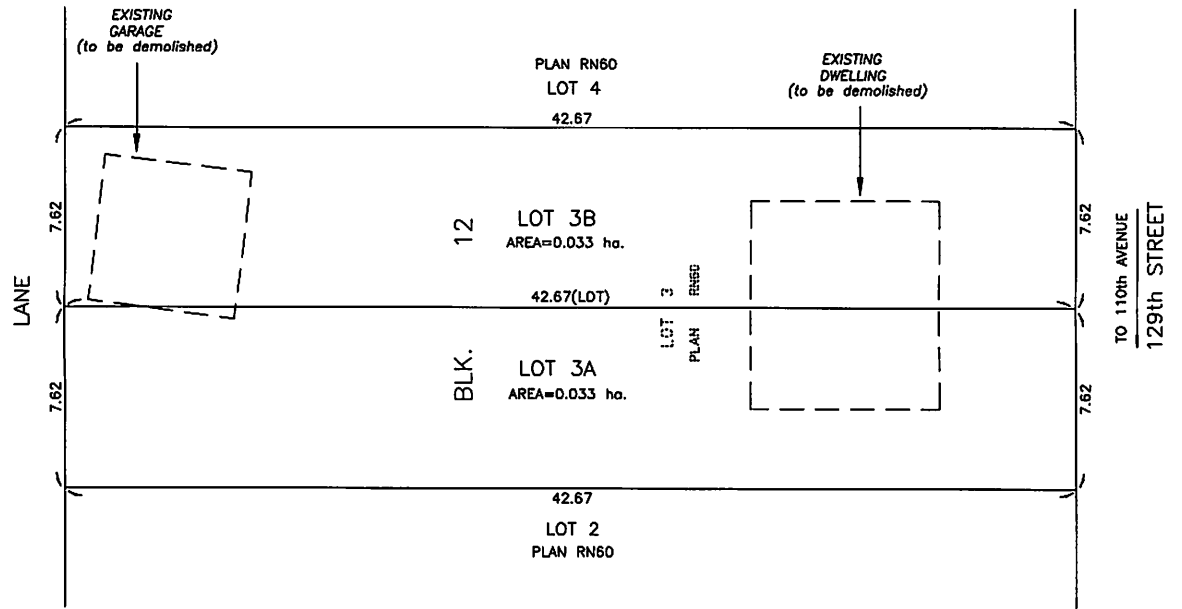 EXISTING
GARAGE
(to be demolished)
PLAN RN60
LOT 4
EXISTING
DWELLING
(to be demolished)
42.67
7.62
LOT 3B
AREA=0.033 ha.
12
7.62
LANE
42.67(LOT)
LOT 3
PLAN RN60
TO 110th AVENUE
129th STREET
BLK.
LOT 3A
AREA=0.033 ha.
7.62
7.62
42.67
LOT 2
PLAN RN60